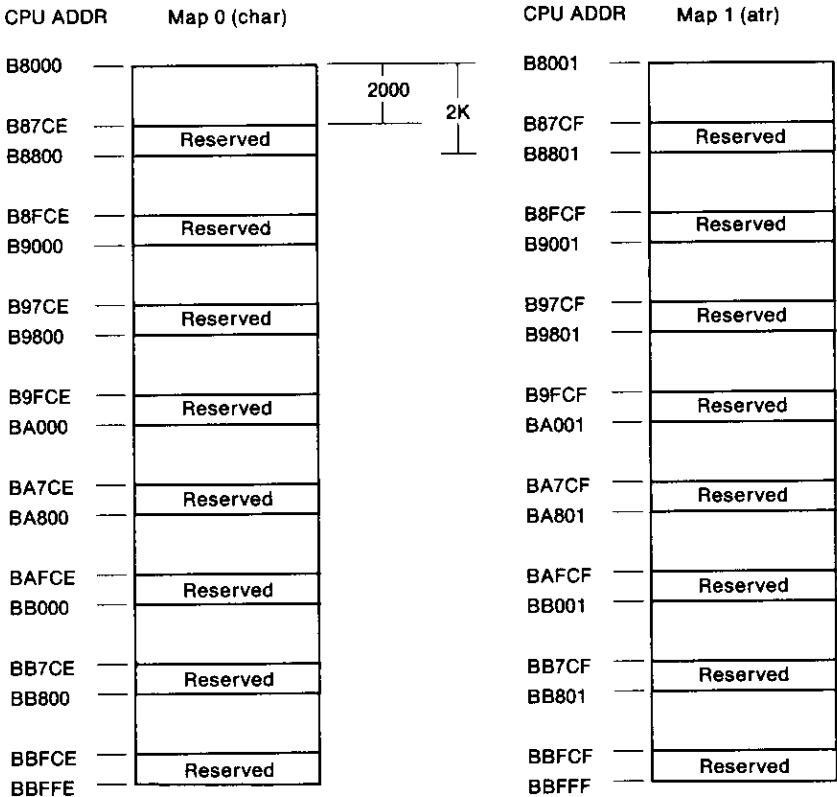 CPU ADDR Map 0 (char)
B8000
B87CE
Reserved
B8800
B8FCE
Reserved
B9000
B97CE
Reserved
B9800
B9FCE
Reserved
BA000
BA7CE
Reserved
BA800
BAFCE
Reserved
BB000
BB7CE
Reserved
BB800
BBFCE
Reserved
BBFFE
2000
2K
CPU ADDR Map 1 (atr)
B8001
B87CF
Reserved
B8801
B8FCF
Reserved
B9001
B97CF
Reserved
B9801
B9FCF
Reserved
BA001
BA7CF
Reserved
BA801
BAFCF
Reserved
BB001
BB7CF
Reserved
BB801
BBFCF
Reserved
BBFFF